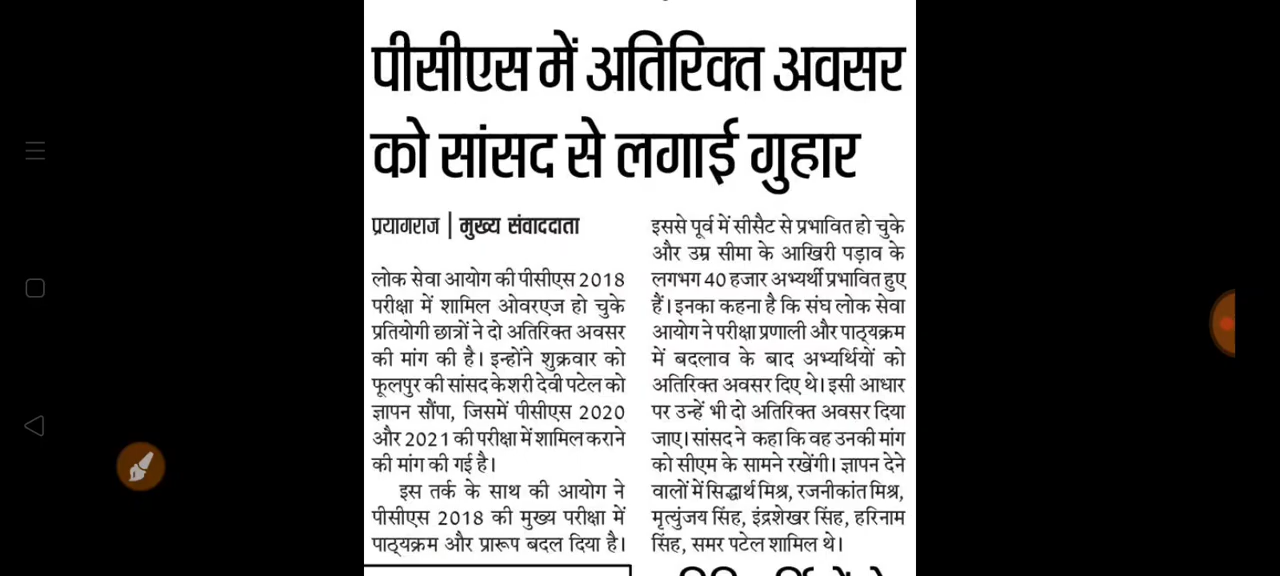 पीसीएस में अतिरिक्त अवसर
को सांसद से लगाई गुहार
प्रयागराज | मुख्य संवाददाता
लोक सेवा आयोग की पीसीएस 2018
परीक्षा में शामिल ओवरएज हो चुके
प्रतियोगी छात्रों ने दो अतिरिक्त अवसर
की मांग की है। इन्होंने शुक्रवार को
फूलपुर की सांसद केशरी देवी पटेल को
ज्ञापन सौंपा, जिसमें पीसीएस 2020
और 2021 की परीक्षा में शामिल कराने
की मांग की गई है।
इस तर्क के साथ की आयोग ने
पीसीएस 2018 की मुख्य परीक्षा में
पाठ्यक्रम और प्रारूप बदल दिया है।
इससे पूर्व में सीसैट से प्रभावित हो चुके
और उम्र सीमा के आखिरी पड़ाव के
लगभग 40 हजार अभ्यर्थी प्रभावित हुए
हैं। इनका कहना है कि संघ लोक सेवा
आयोग ने परीक्षा प्रणाली और पाठ्यक्रम
में बदलाव के बाद अभ्यर्थियों को
अतिरिक्त अवसर दिए थे। इसी आधार
पर उन्हें भी दो अतिरिक्त अवसर दिया
जाए। सांसद ने कहा कि वह उनकी मांग
को सीएम के सामने रखेंगी। ज्ञापन देने
वालों में सिद्धार्थ मिश्र, रजनीकांत मिश्र,
मृत्युंजय सिंह, इंद्रशेखर सिंह, हरिनाम
सिंह, समर पटेल शामिल थे।